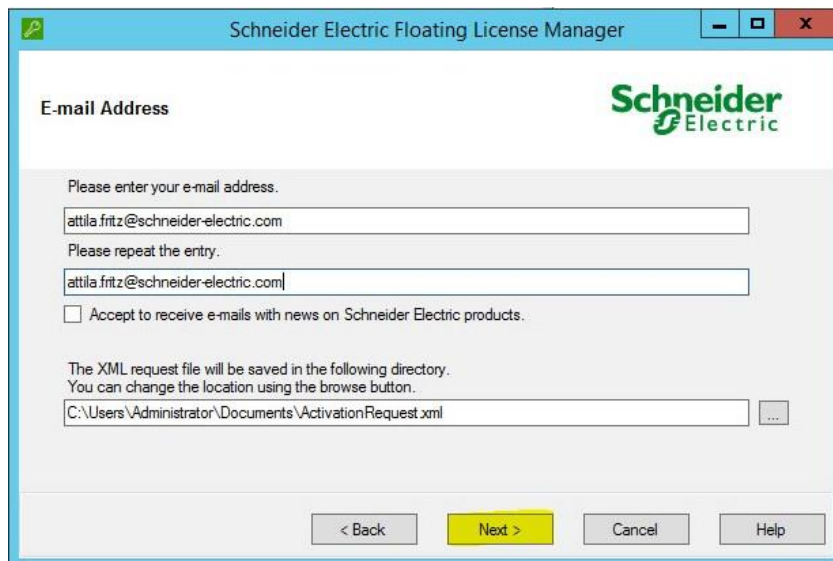 Schneider Electric Floating License Manager
E-mail Address
Schneider
Electric
Please enter your e-mail address.
attila.fritz@schneider-electric.com
Please repeat the entry.
attila.fritz@schneider-electric.com
Accept to receive e-mails with news on Schneider Electric products.
The XML request file will be saved in the following directory.
You can change the location using the browse button.
C:\Users\Administrator\Documents\ActivationRequest.xml
...
< Back
Next >
Cancel
Help